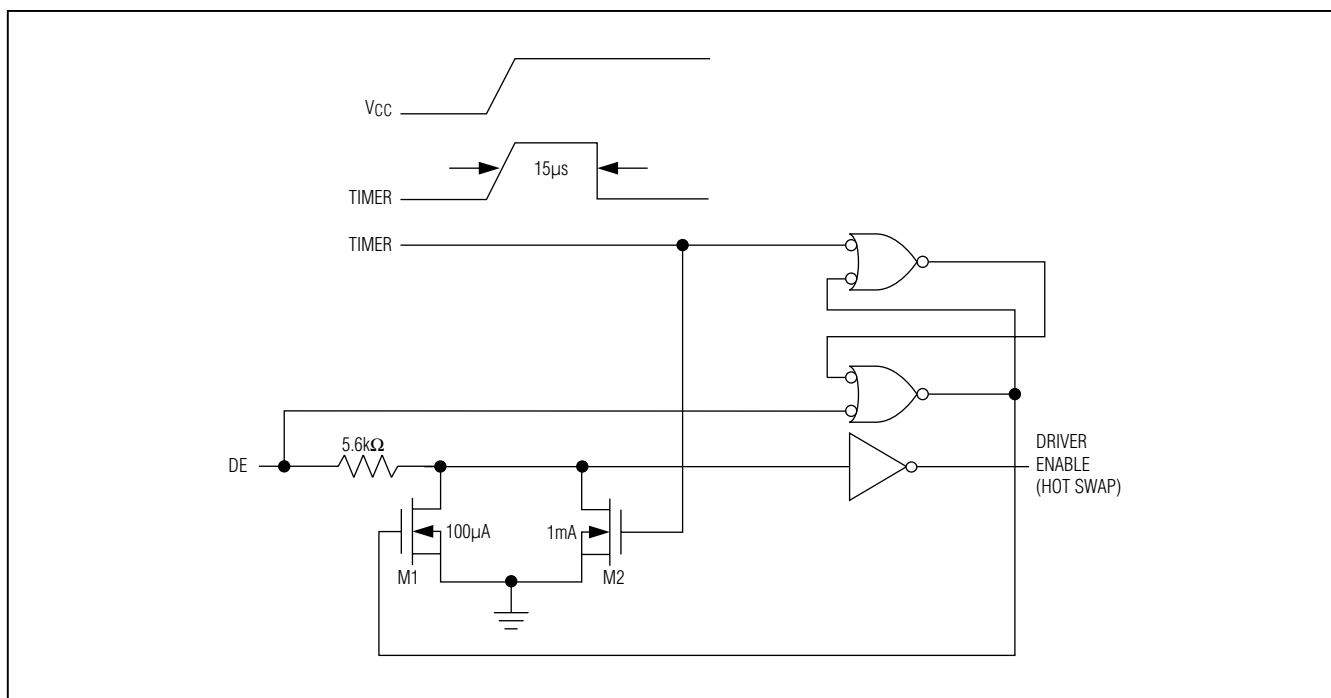 VCC
15µs
TIMER
TIMER
5.6kΩ
DE
DRIVER
ENABLE
(HOT SWAP)
100µA
1mA
M1
M2